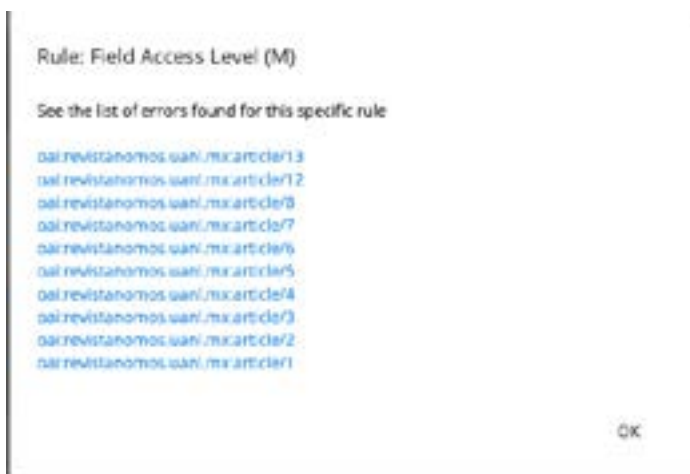 Rule: Field Access Level (M)
See the list of errors found for this specific rule
oai:revistanomos.uanl.mx:article/13
oai:revistanomos.uanl.mx:article/12
oai:revistanomos.uanl.mx:article/8
oai:revistanomos.uanl.mx:article/7
oai:revistanomos.uanl.mx:article/6
oai:revistanomos.uanl.mx:article/5
oai:revistanomos.uanl.mx:article/4
oai:revistanomos.uanl.mx:article/3
oai:revistanomos.uanl.mx:article/2
oai:revistanomos.uanl.mx:article/1
OK